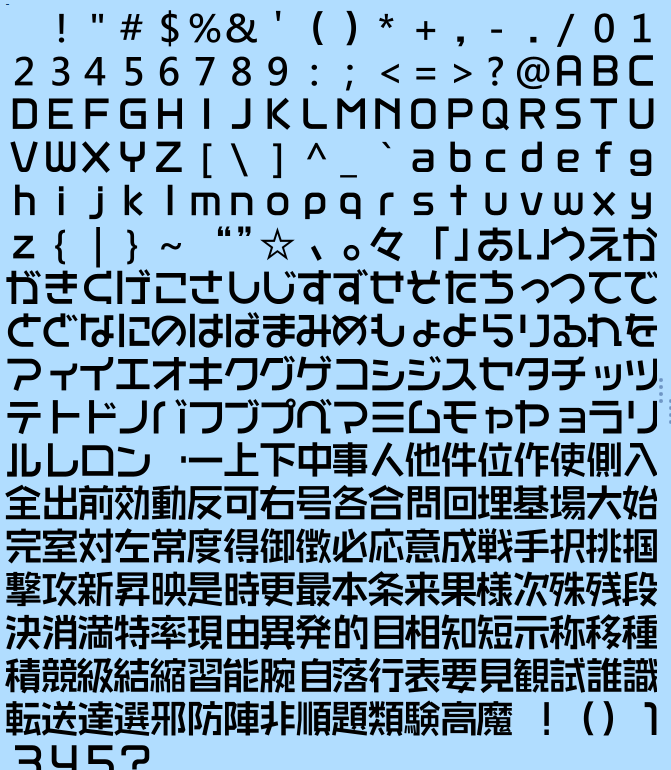 ! " # $ % & ' ( ) * + , - . / 0 1
2 3 4 5 6 7 8 9 : ; < = > ? @ A B C
D E F G H I J K L M N O P Q R S T U
V W X Y Z [ \ ] ^ _ ` a b c d e f g
h i j k l m n o p q r s t u v w x y
z { | } ~ “ ” ☆ 、 。 々 「 」 あ い う え か
が き く げ こ さ し じ す ず せ そ た ち っ つ て で
と ど な に の は ば ま み め も ょ よ ら り る れ を
ア ィ イ エ オ キ ク グ ゲ コ シ ジ ス セ タ チ ッ ツ
テ ト ド ノ バ フ ブ プ ベ マ ミ ム モ ャ ヤ ョ ラ リ
ル レ ロ ン ・ 一 上 下 中 事 人 他 件 位 作 使 側 入
全 出 前 効 動 反 可 右 号 各 合 問 回 埋 基 場 大 始
完 室 対 左 常 度 得 御 徴 必 応 意 成 戦 手 択 挑 掴
撃 攻 新 昇 映 是 時 更 最 本 条 来 果 様 次 殊 残 段
決 消 満 特 率 現 由 異 発 的 目 相 知 短 示 称 移 種
積 競 級 結 縮 習 能 腕 自 落 行 表 要 見 観 試 誰 識
転 送 達 選 邪 防 陣 非 順 題 類 験 高 魔 ！ （ ） 1
3 4 5 ?